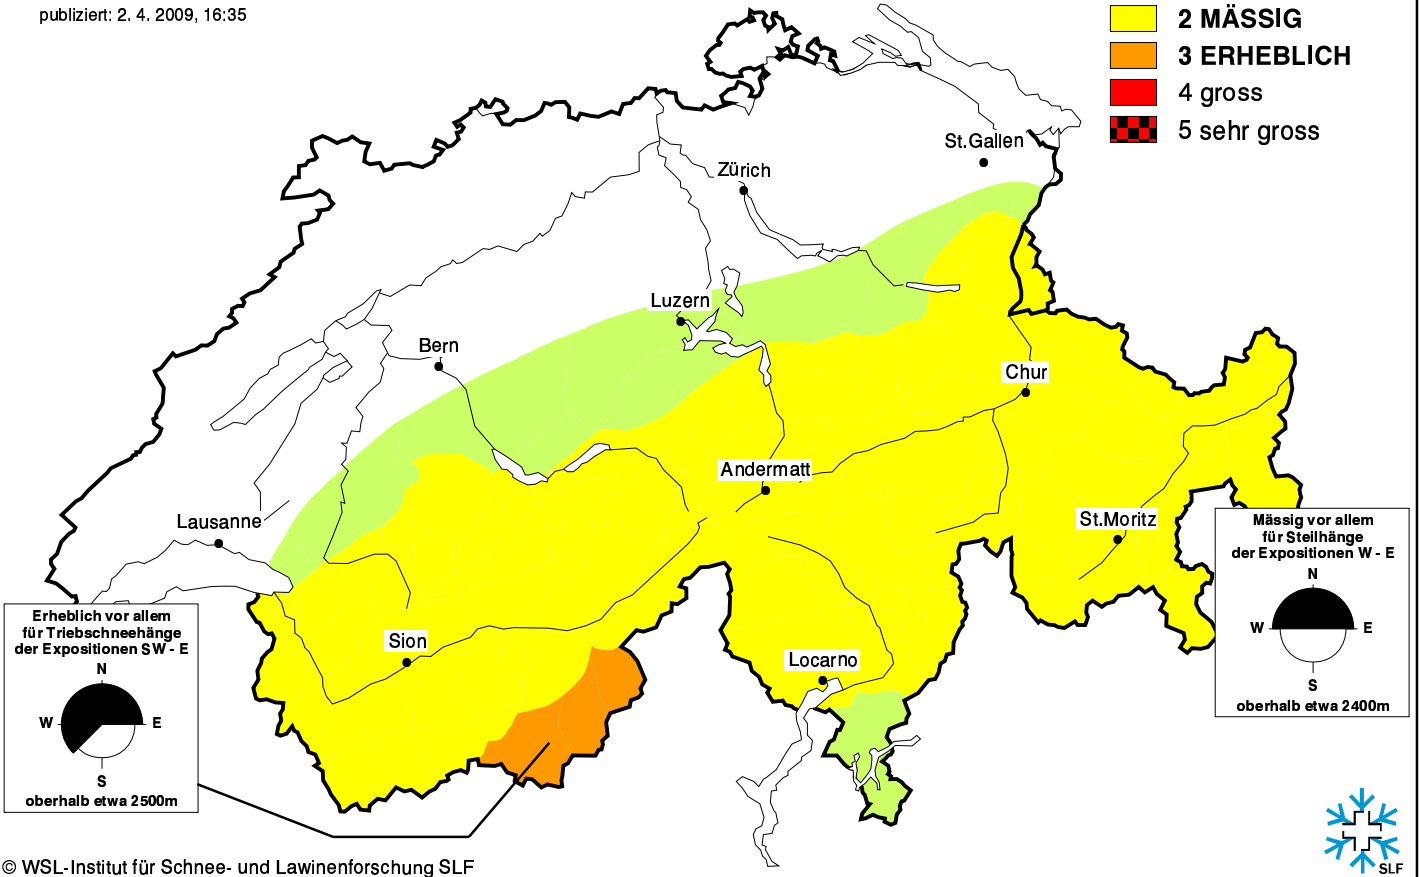 publiziert: 2. 4. 2009, 16:35
2 MÄSSIG
3 ERHEBLICH
4 gross
5 sehr gross
St.Gallen
Zürich
Luzern
Bern
Chur
Andermatt
Lausanne
St.Moritz
Sion
Locarno
Mässig vor allem
für Steilhänge
der Expositionen W - E
N
W
E
S
oberhalb etwa 2400m
Erheblich vor allem
für Triebschneehänge
der Expositionen SW - E
N
W
E
S
oberhalb etwa 2500m
© WSL-Institut für Schnee- und Lawinenforschung SLF
SLF